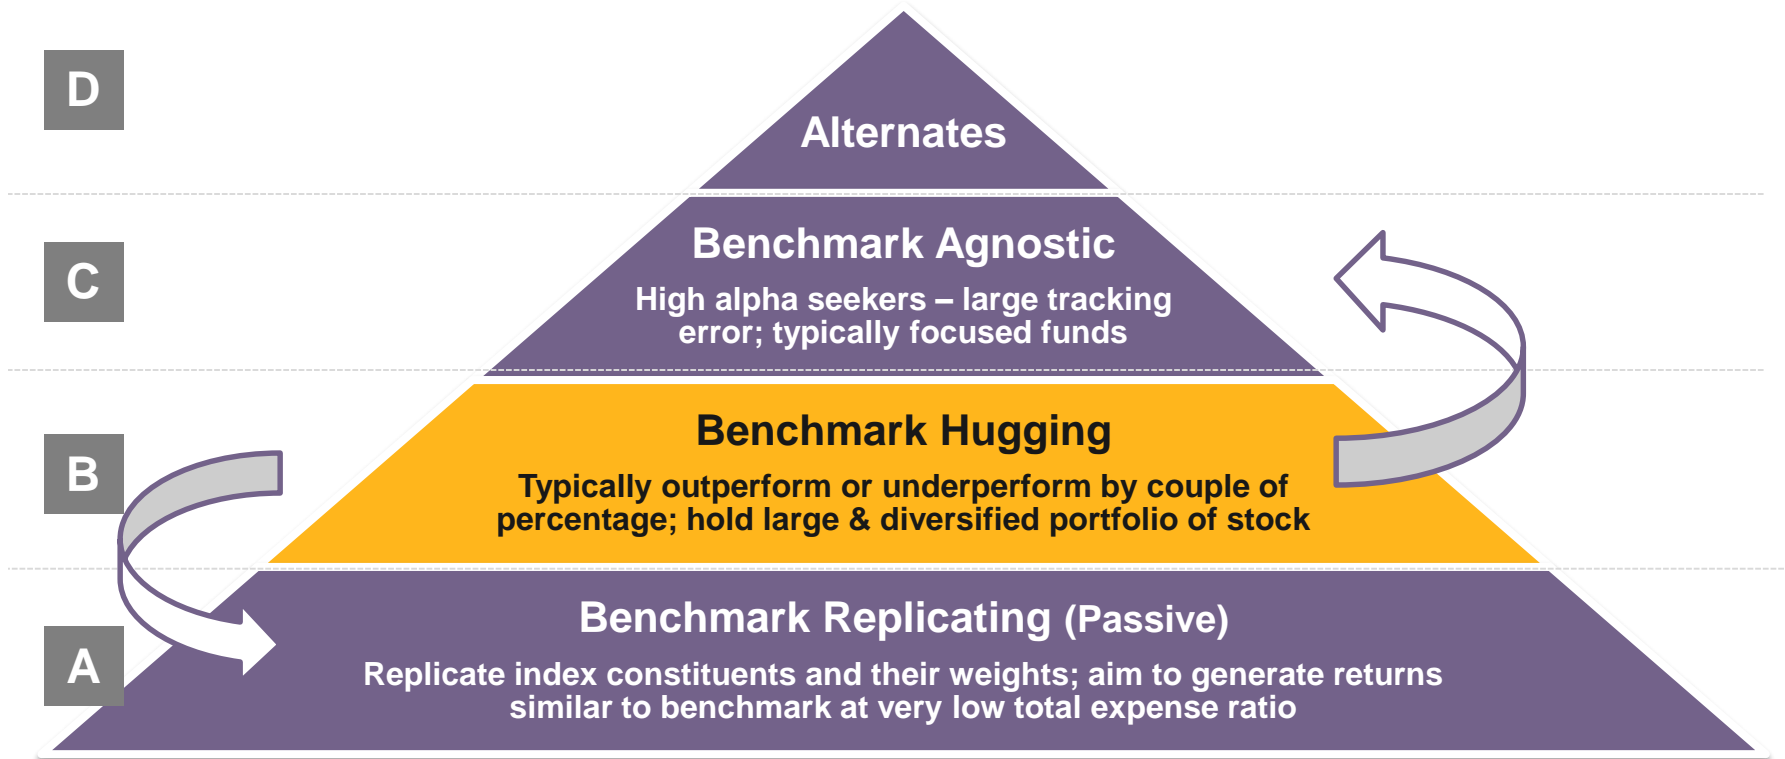 D
Alternates
C
Benchmark Agnostic
High alpha seekers – large tracking
error; typically focused funds
B
Benchmark Hugging
Typically outperform or underperform by couple of
percentage; hold large & diversified portfolio of stock
A
Benchmark Replicating (Passive)
Replicate index constituents and their weights; aim to generate returns
similar to benchmark at very low total expense ratio